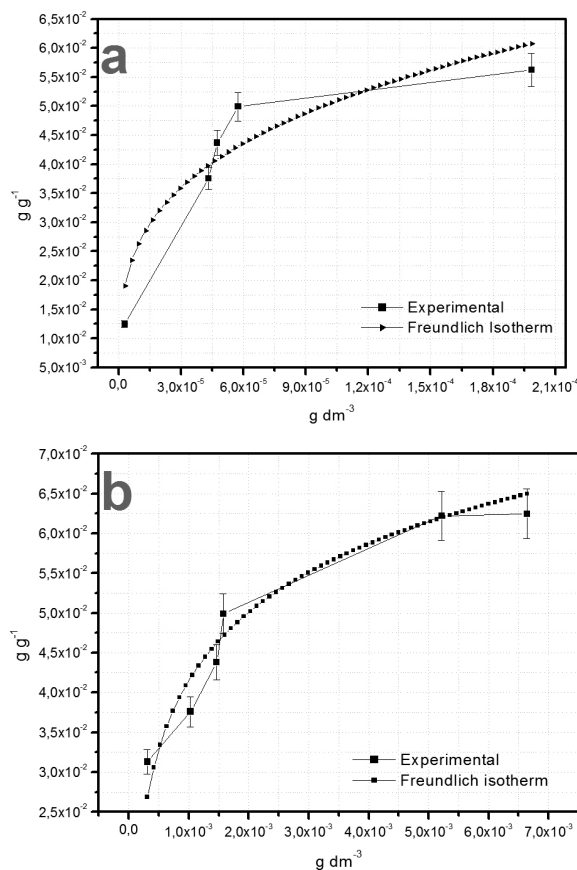 a
6,5x10⁻²
6,0x10⁻²
5,5x10⁻²
5,0x10⁻²
4,5x10⁻²
4,0x10⁻²
3,5x10⁻²
3,0x10⁻²
2,5x10⁻²
2,0x10⁻²
1,5x10⁻²
1,0x10⁻²
5,0x10⁻³
g g⁻¹
Experimental
Freundlich Isotherm
0,0 3,0x10⁻⁵ 6,0x10⁻⁵ 9,0x10⁻⁵ 1,2x10⁻⁴ 1,5x10⁻⁴ 1,8x10⁻⁴ 2,1x10⁻⁴
g dm⁻³
b
7,0x10⁻²
6,5x10⁻²
6,0x10⁻²
5,5x10⁻²
5,0x10⁻²
4,5x10⁻²
4,0x10⁻²
3,5x10⁻²
3,0x10⁻²
2,5x10⁻²
g g⁻¹
Experimental
Freundlich isotherm
0,0 1,0x10⁻³ 2,0x10⁻³ 3,0x10⁻³ 4,0x10⁻³ 5,0x10⁻³ 6,0x10⁻³ 7,0x10⁻³
g dm⁻³